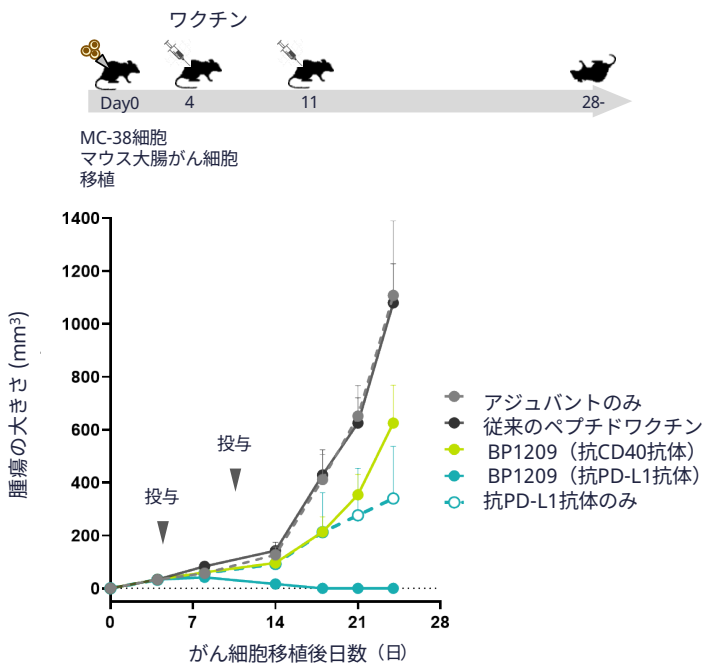 ワクチン
Day0 4 11 28-
MC-38細胞
マウス大腸がん細胞
移植
腫瘍の大きさ (mm³)
1400
1200
1000
800
600
400
200
0
投与
投与
0 7 14 21 28
がん細胞移植後日数（日）
アジュバントのみ
従来のペプチドワクチン
BP1209（抗CD40抗体）
BP1209（抗PD-L1抗体）
抗PD-L1抗体のみ